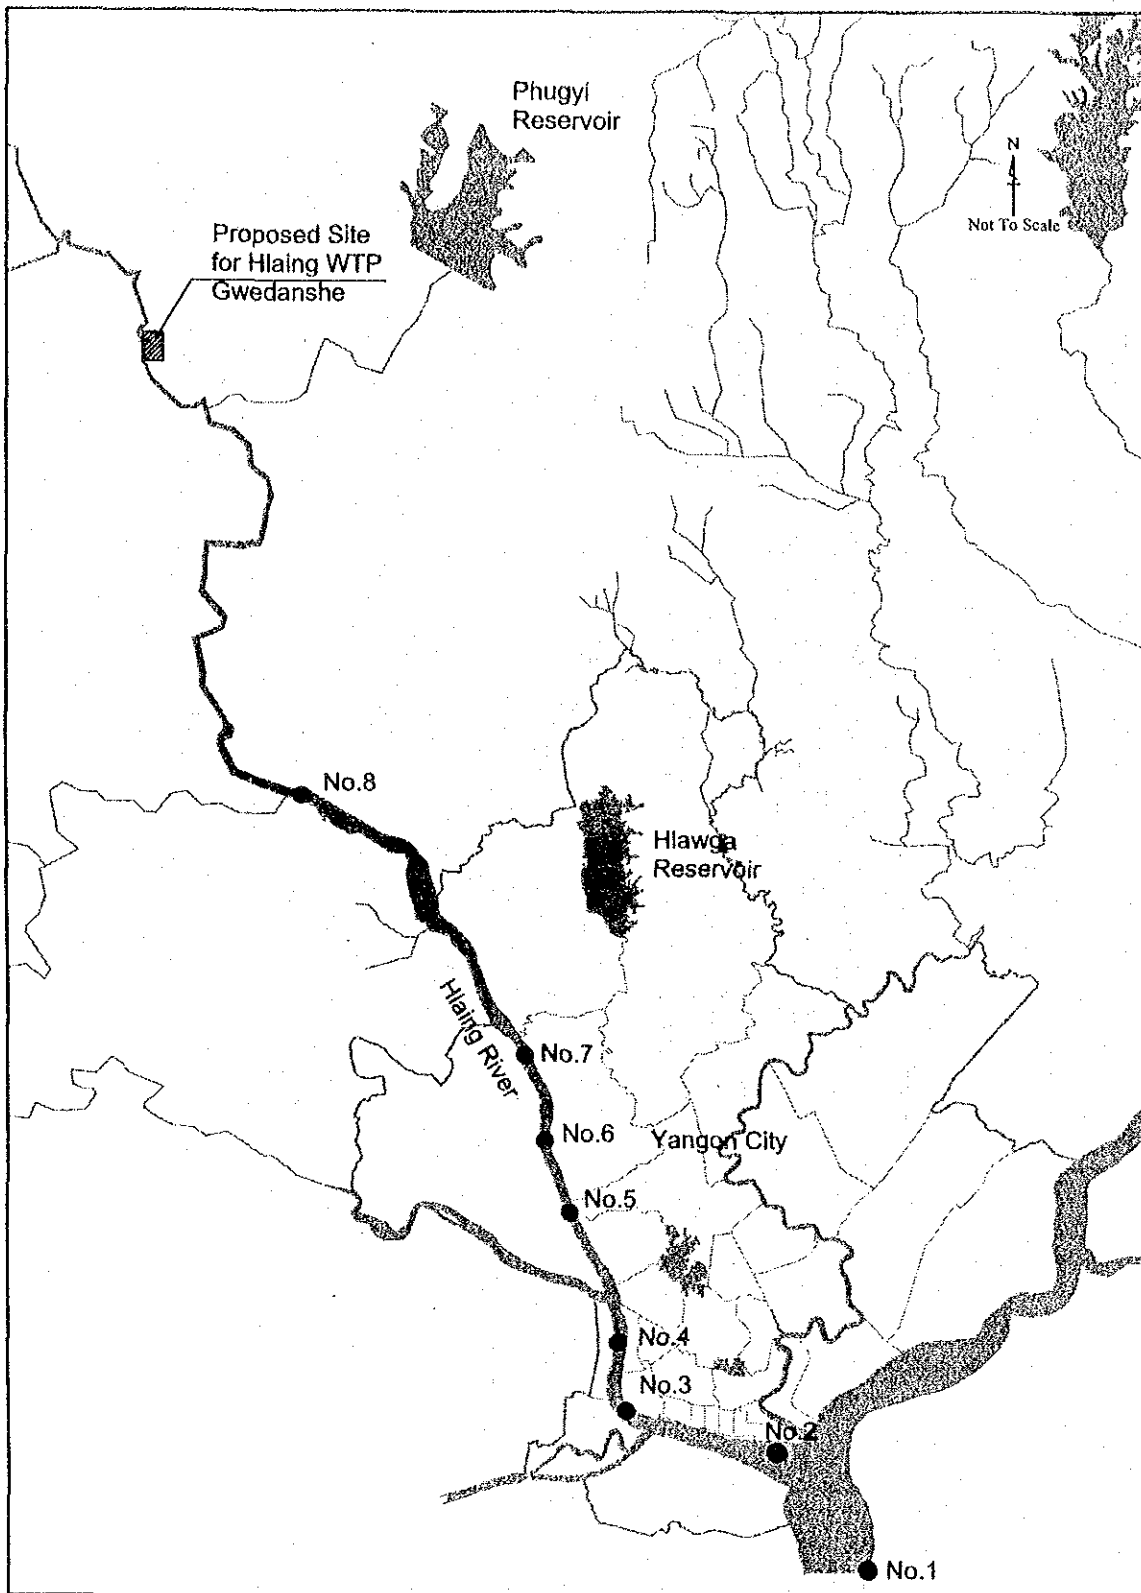 Phugyi
Reservoir
N
Not To Scale
Proposed Site
for Hlaing WTP
Gwedanshe
No.8
Hlawga
Reservoir
Hlaing River
No.7
No.6
Yangon City
No.5
No.4
No.3
No.2
No.1